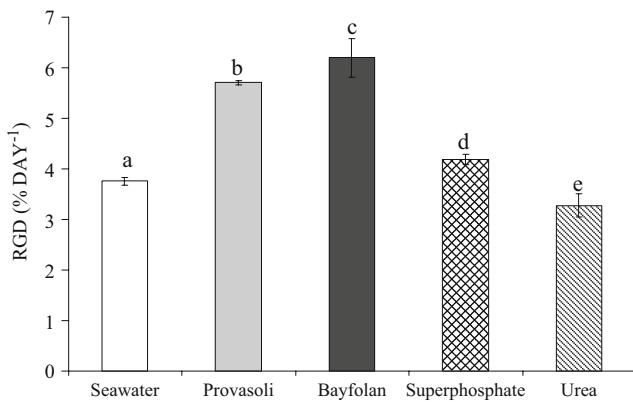 7
6
5
4
3
2
1
0
RGD (% DAY-1)
a
b
c
d
e
Seawater
Provasoli
Bayfolan
Superphosphate
Urea